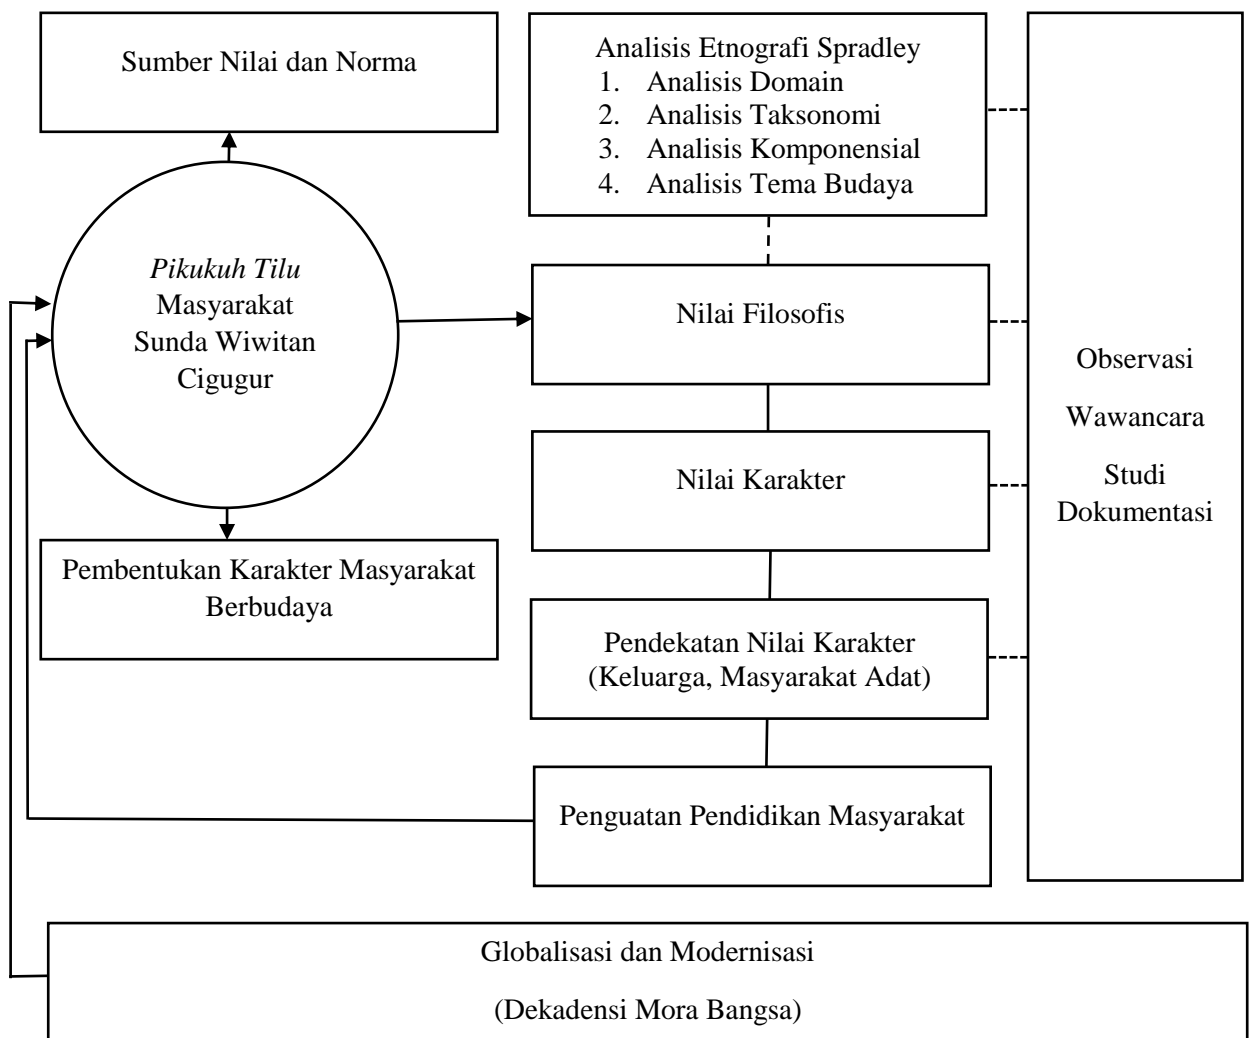 Sumber Nilai dan Norma
Analisis Etnografi Spradley
1. Analisis Domain
2. Analisis Taksonomi
3. Analisis Komponensial
4. Analisis Tema Budaya
Pikukuh Tilu
Masyarakat
Sunda Wiwitan
Cigugur
Nilai Filosofis
Nilai Karakter
Pembentukan Karakter Masyarakat
Berbudaya
Pendekatan Nilai Karakter
(Keluarga, Masyarakat Adat)
Penguatan Pendidikan Masyarakat
Observasi
Wawancara
Studi
Dokumentasi
Globalisasi dan Modernisasi
(Dekadensi Mora Bangsa)